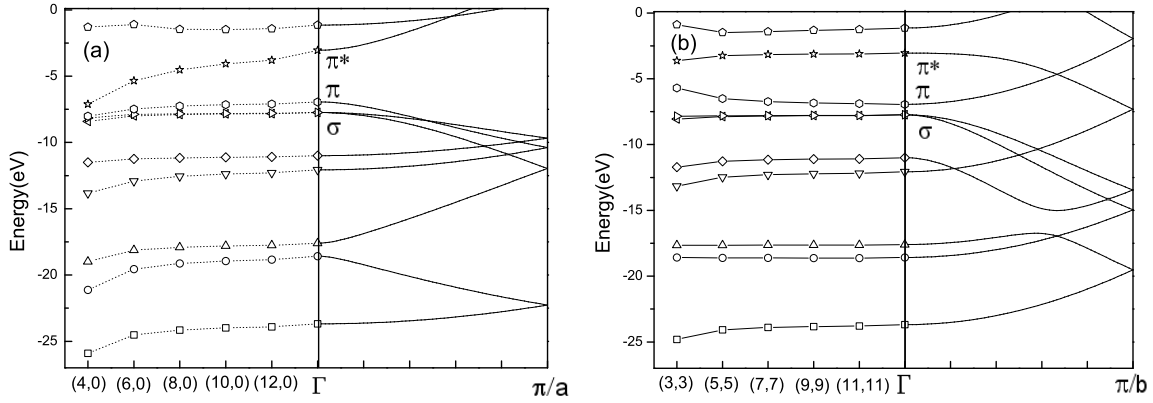 (a)
Energy(eV)
0
-5
-10
-15
-20
-25
π*
π
σ
(4,0) (6,0) (8,0) (10,0) (12,0) Γ π/a
(b)
Energy(eV)
0
-5
-10
-15
-20
-25
π*
π
σ
(3,3) (5,5) (7,7) (9,9) (11,11) Γ π/b